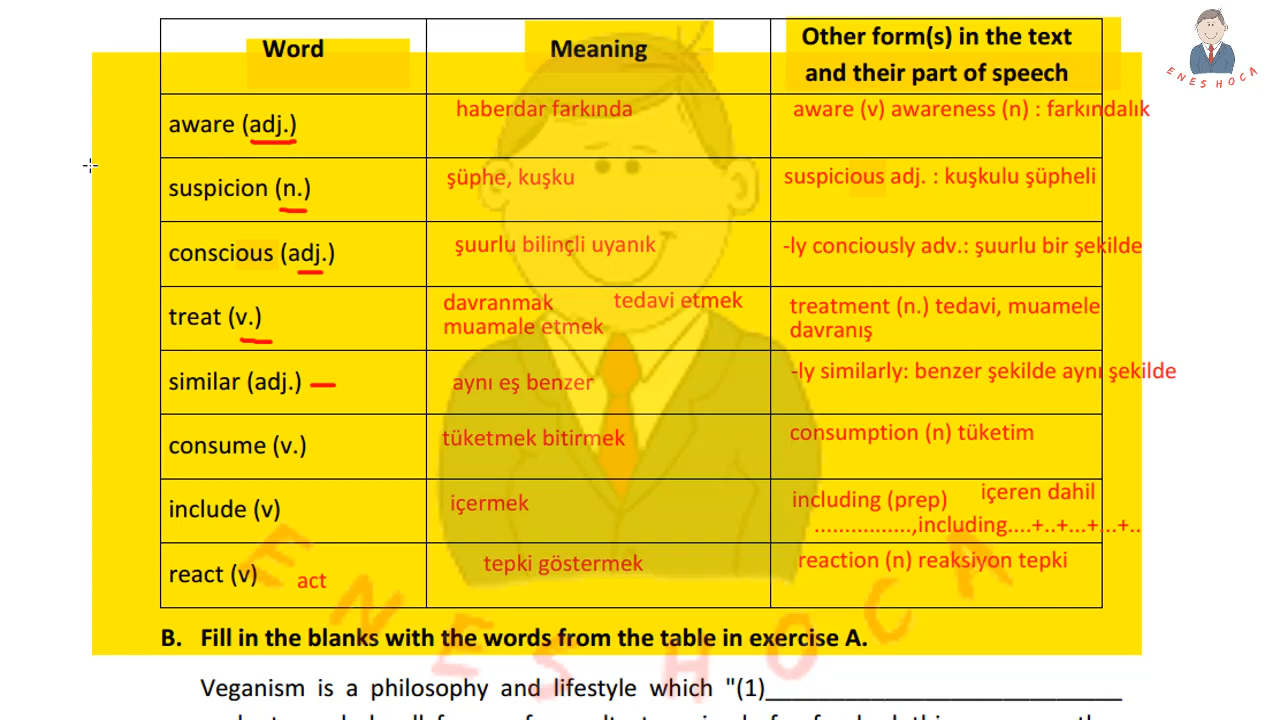 Word Meaning Other form(s) in the text
and their part of speech
ENES HOCA
aware (adj.) haberdar farkında aware (v) awareness (n) : farkındalık
suspicion (n.) şüphe, kuşku suspicious adj. : kuşkulu şüpheli
conscious (adj.) şuurlu bilinçli uyanık -ly conciously adv.: şuurlu bir şekilde
treat (v.) davranmak tedavi etmek treatment (n.) tedavi, muamele
muamale etmek davranış
similar (adj.) aynı eş benzer -ly similarly: benzer şekilde aynı şekilde
consume (v.) tüketmek bitirmek consumption (n) tüketim
include (v) içermek including (prep) içeren dahil
................,including....+..+...+...+..
react (v) act tepki göstermek reaction (n) reaksiyon tepki
ENES HOCA
B. Fill in the blanks with the words from the table in exercise A.
Veganism is a philosophy and lifestyle which "(1)____________________________